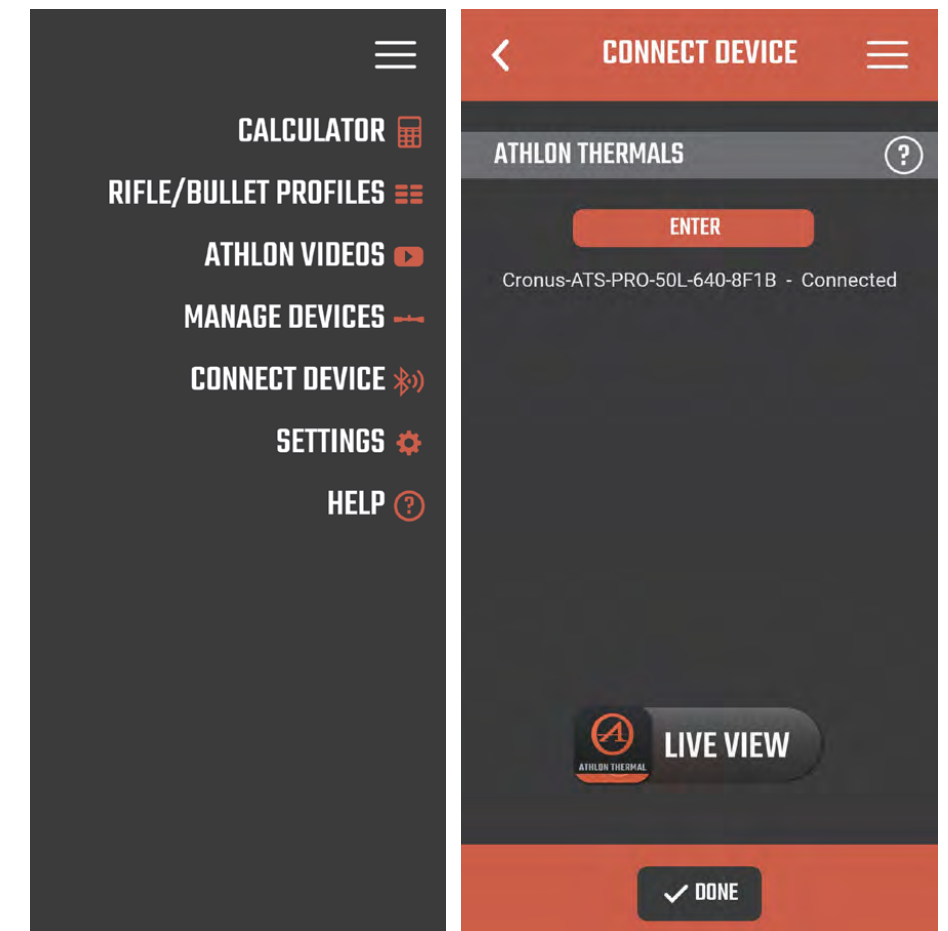 CALCULATOR
RIFLE/BULLET PROFILES
ATHLON VIDEOS
MANAGE DEVICES
CONNECT DEVICE
SETTINGS
HELP ?
CONNECT DEVICE
ATHLON THERMALS ?
ENTER
Cronus-ATS-PRO-50L-640-8F1B - Connected
A
ATHLON THERMAL
LIVE VIEW
DONE